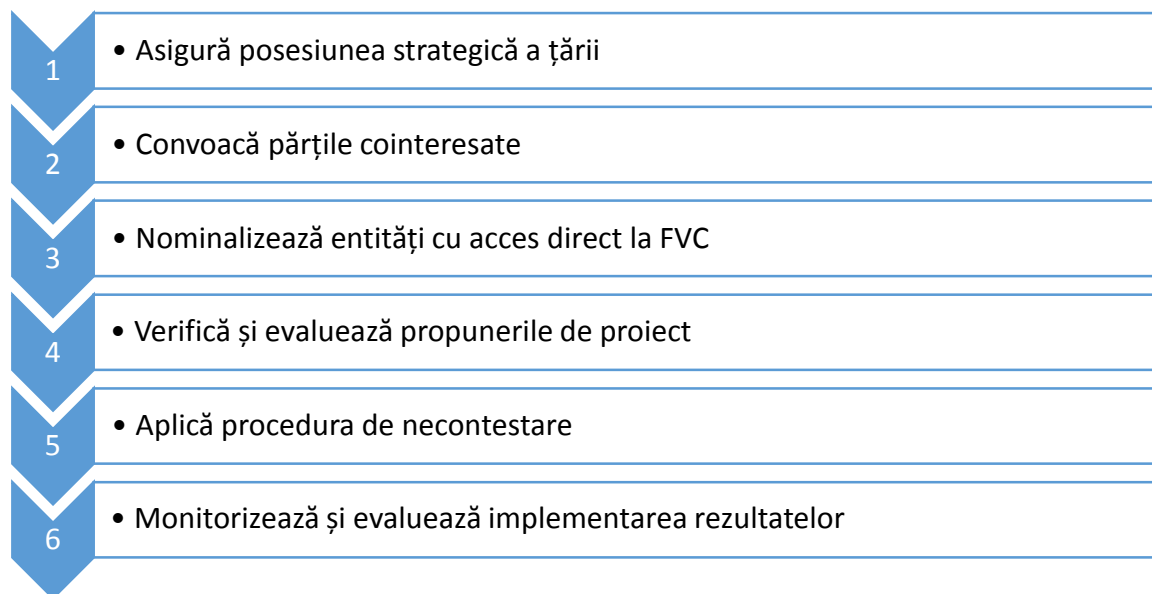 1
• Asigură posesiunea strategică a țării
2
• Convoacă părțile cointeresate
3
• Nominalizează entități cu acces direct la FVC
4
• Verifică și evaluează propunerile de proiect
5
• Aplică procedura de necontestare
6
• Monitorizează și evaluează implementarea rezultatelor